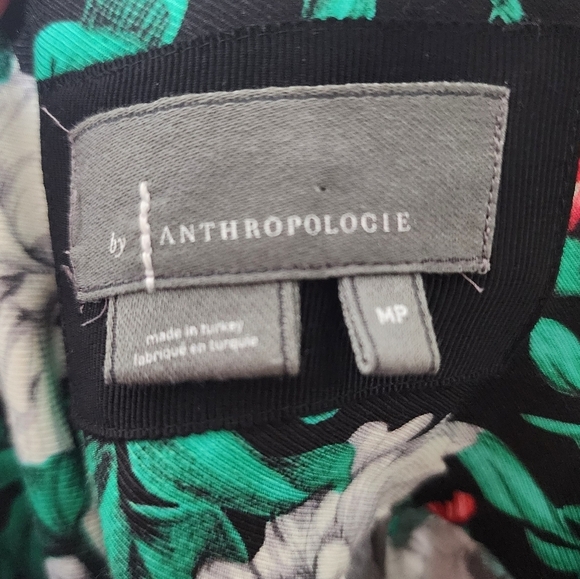 by ANTHROPOLOGIE
made in turkey
fabriqué en turquie
MP